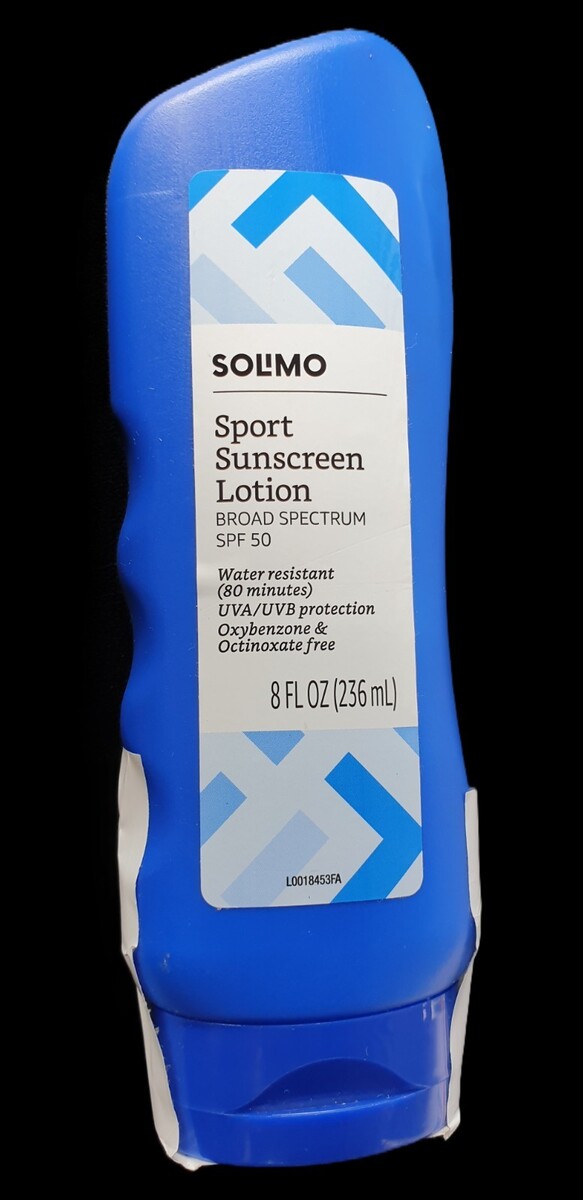 SOLIMO
Sport
Sunscreen
Lotion
BROAD SPECTRUM
SPF 50
Water resistant
(80 minutes)
UVA/UVB protection
Oxybenzone &
Octinoxate free
8 FL OZ (236 mL)
L0018453FA